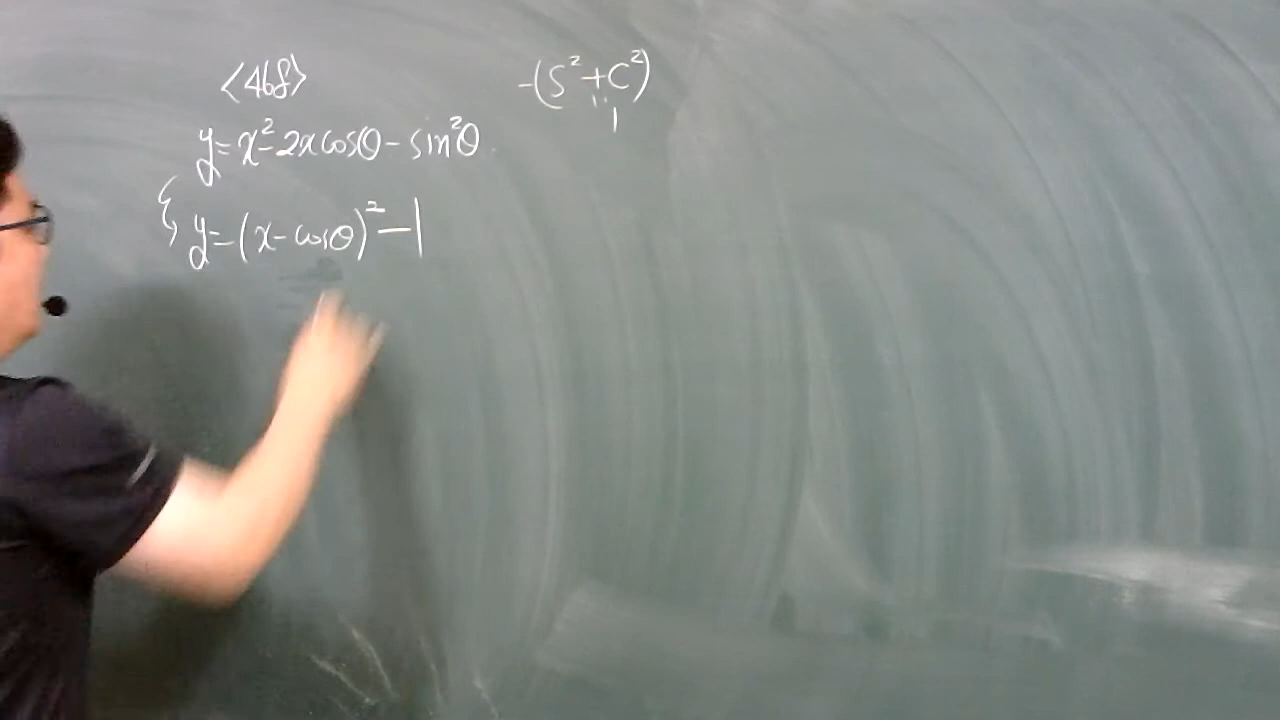 <468>
y=x²-2xcosθ-sin²θ
y=(x-cosθ)²-1
-(S²+C²)
1